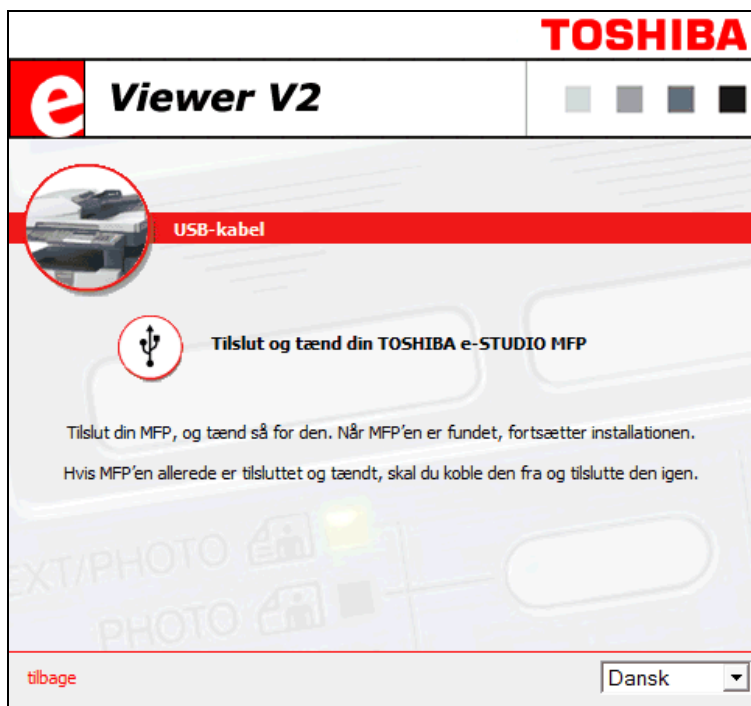 TOSHIBA
e Viewer V2
USB-kabel
Tilslut og tænd din TOSHIBA e-STUDIO MFP
Tilslut din MFP, og tænd så for den. Når MFP'en er fundet, fortsætter installationen.
Hvis MFP'en allerede er tilsluttet og tændt, skal du koble den fra og tilslutte den igen.
EXT/PHOTO
PHOTO
tilbage
Dansk